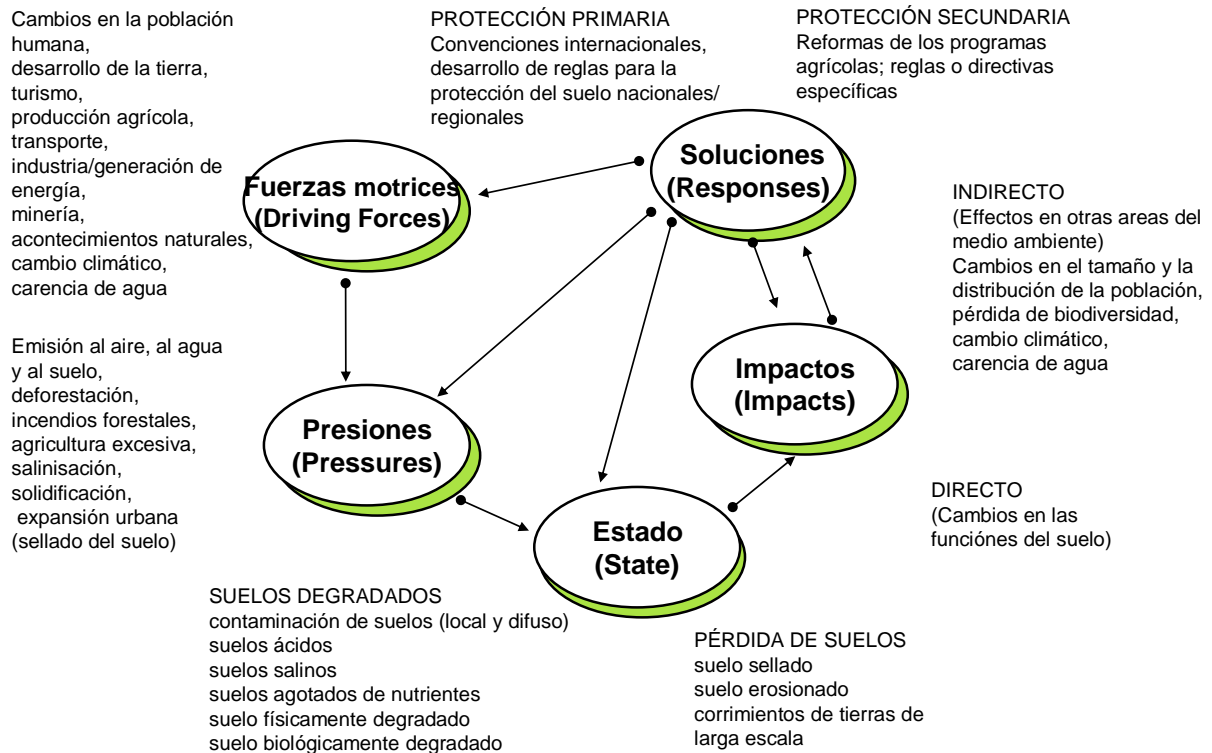 Cambios en la población
humana,
desarrollo de la tierra,
turismo,
producción agrícola,
transporte,
industria/generación de
energía,
minería,
acontecimientos naturales,
cambio climático,
carencia de agua
PROTECCIÓN PRIMARIA
Convenciones internacionales,
desarrollo de reglas para la
protección del suelo nacionales/
regionales
PROTECCIÓN SECUNDARIA
Reformas de los programas
agrícolas; reglas o directivas
específicas
Fuerzas motrices
(Driving Forces)
Soluciones
(Responses)
INDIRECTO
(Effectos en otras areas del
medio ambiente)
Cambios en el tamaño y la
distribución de la población,
pérdida de biodiversidad,
cambio climático,
carencia de agua
Emisión al aire, al agua
y al suelo,
deforestación,
incendios forestales,
agricultura excesiva,
salinisación,
solidificación,
expansión urbana
(sellado del suelo)
Presiones
(Pressures)
Impactos
(Impacts)
Estado
(State)
DIRECTO
(Cambios en las
funciónes del suelo)
SUELOS DEGRADADOS
contaminación de suelos (local y difuso)
suelos ácidos
suelos salinos
suelos agotados de nutrientes
suelo físicamente degradado
suelo biológicamente degradado
PÉRDIDA DE SUELOS
suelo sellado
suelo erosionado
corrimientos de tierras de
larga escala